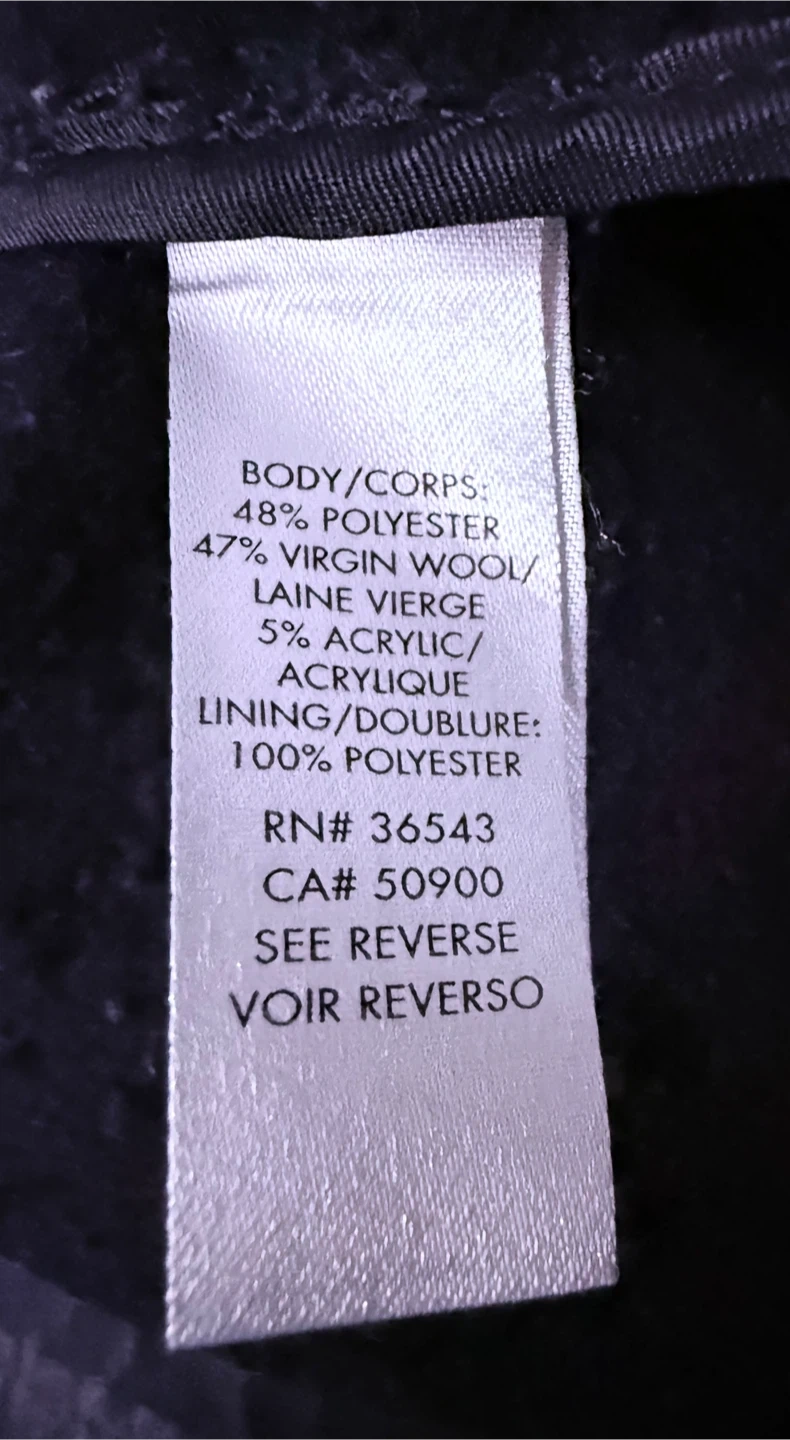 BODY/CORPS:
48% POLYESTER
47% VIRGIN WOOL/
LAINE VIERGE
5% ACRYLIC/
ACRYLIQUE
LINING/DOUBLURE:
100% POLYESTER
RN# 36543
CA# 50900
SEE REVERSE
VOIR REVERSO